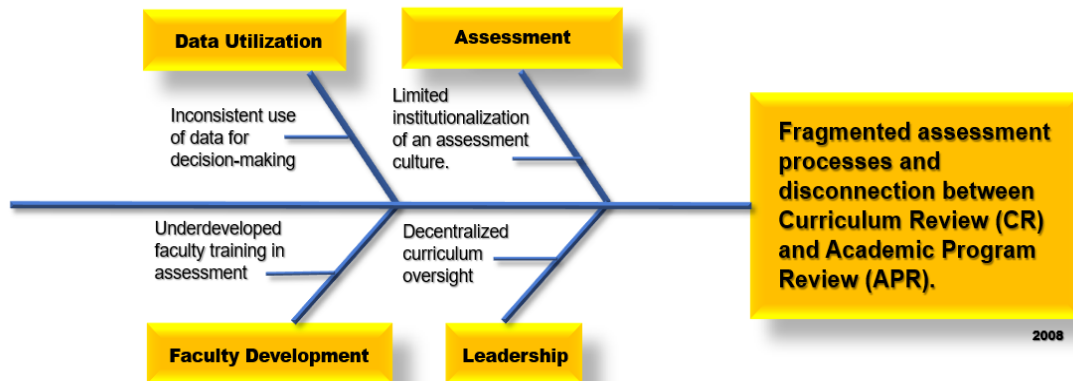 Data Utilization
Assessment
Inconsistent use
of data for
decision-making
Limited
institutionalization
of an assessment
culture.
Fragmented assessment
processes and
disconnection between
Curriculum Review (CR)
and Academic Program
Review (APR).
Underdeveloped
faculty training in
assessment
Decentralized
curriculum
oversight
Faculty Development
Leadership
2008